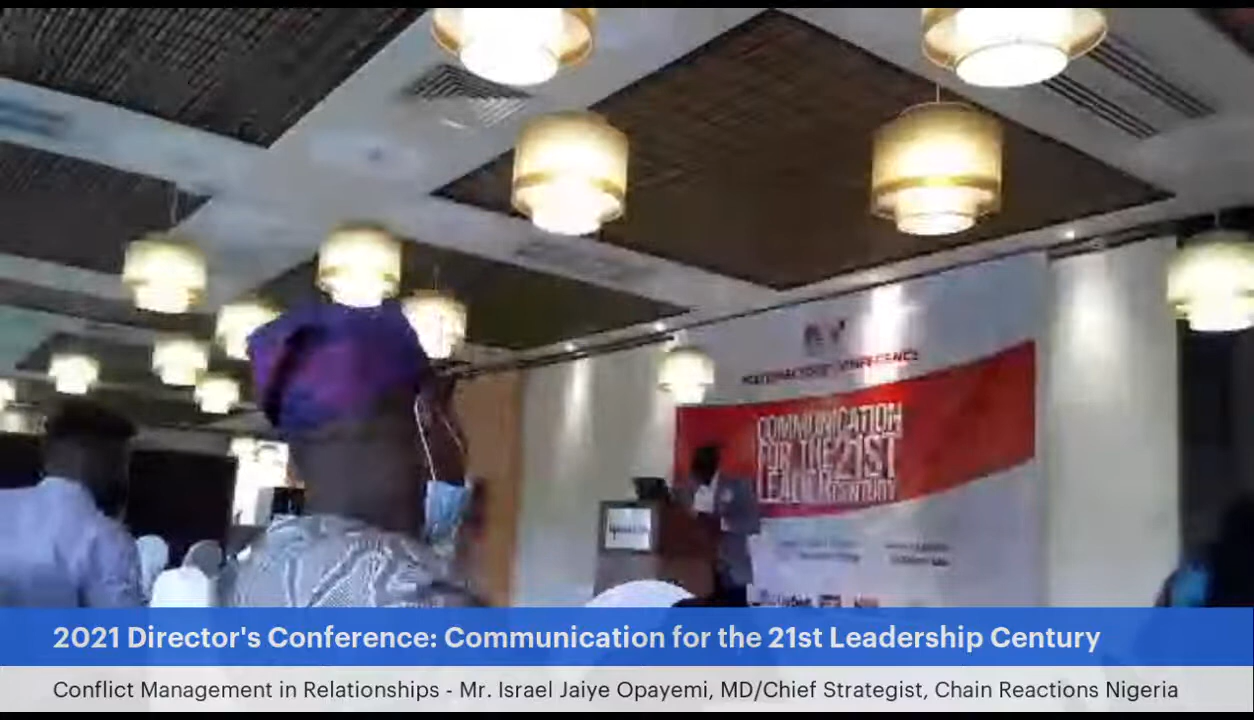 COMMUNICATION
FOR THE 21ST
CENTURY
2021 Director's Conference: Communication for the 21st Leadership Century
Conflict Management in Relationships - Mr. Israel Jaiye Opayemi, MD/Chief Strategist, Chain Reactions Nigeria